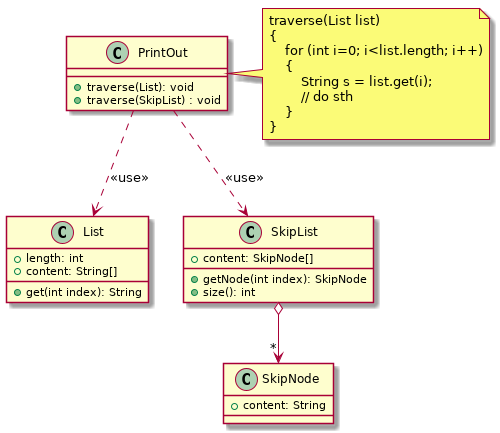 traverse(List list)
{
    for (int i=0; i<list.length; i++)
    {
        String s = list.get(i);
        // do sth
    }
}
C PrintOut
traverse(List): void
traverse(SkipList) : void
«use»
«use»
C List
length: int
content: String[]
get(int index): String
C SkipList
content: SkipNode[]
getNode(int index): SkipNode
size(): int
*
C SkipNode
content: String